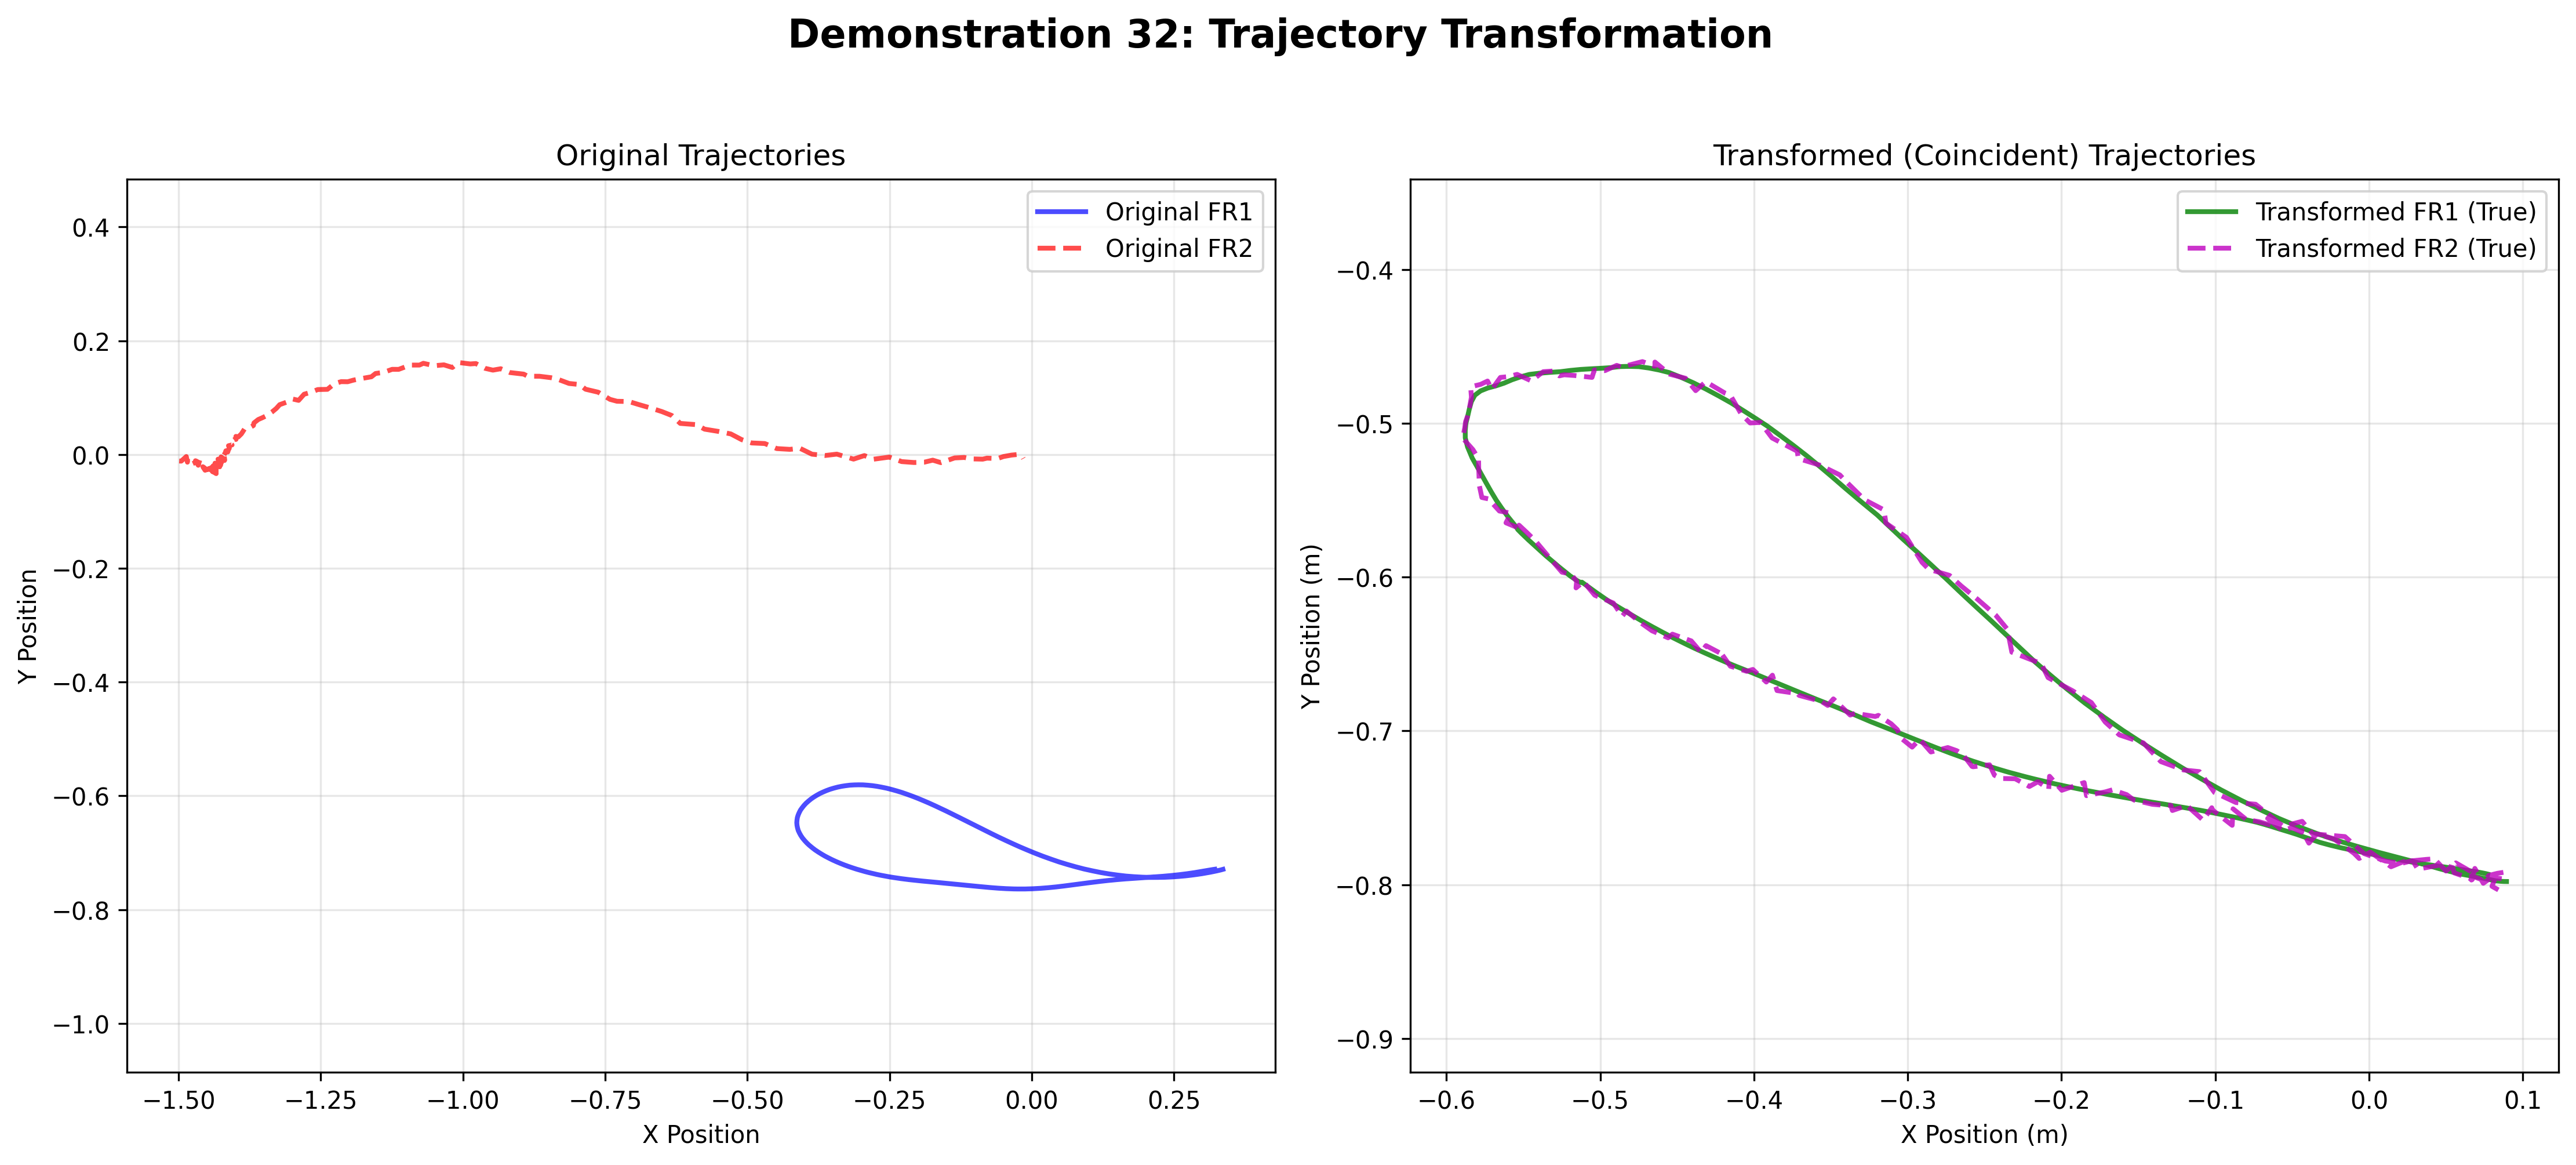 Demonstration 32: Trajectory Transformation
Original Trajectories
Original FR1
Original FR2
0.4
0.2
0.0
−0.2
−0.4
−0.6
−0.8
−1.0
Y Position
−1.50 −1.25 −1.00 −0.75 −0.50 −0.25 0.00 0.25
X Position
Transformed (Coincident) Trajectories
Transformed FR1 (True)
Transformed FR2 (True)
−0.4
−0.5
−0.6
−0.7
−0.8
−0.9
Y Position (m)
−0.6 −0.5 −0.4 −0.3 −0.2 −0.1 0.0 0.1
X Position (m)